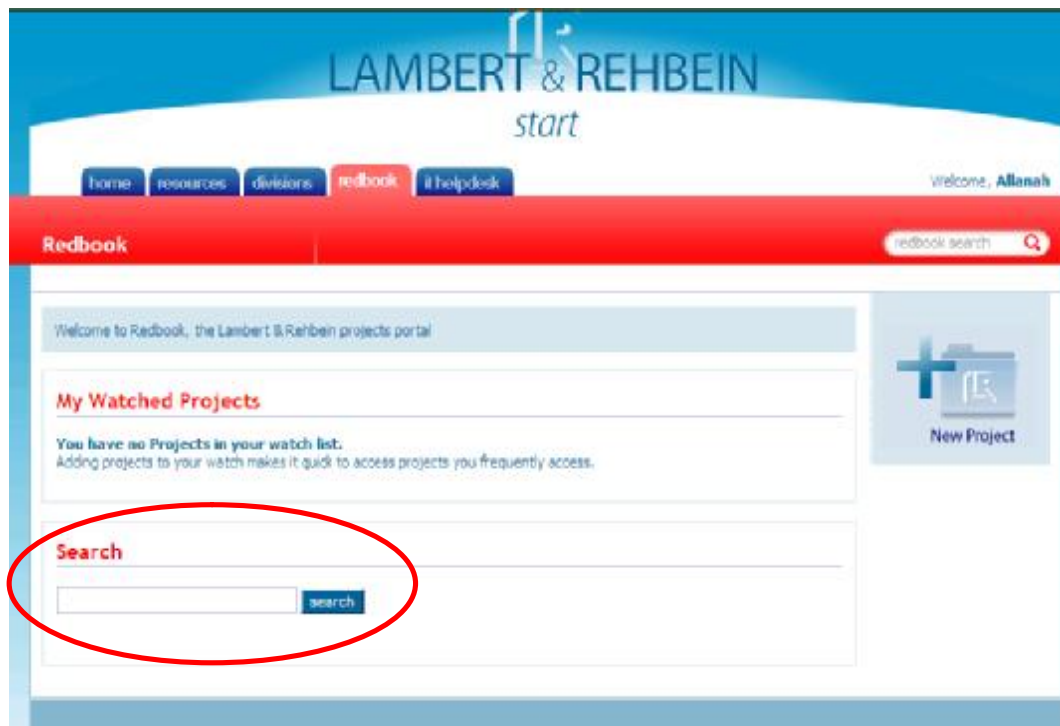 LAMBERT & REHBEIN
start
home resources divisions redbook it helpdesk
Welcome, Allanah
Redbook
redbook search
Welcome to Redbook, the Lambert & Rehbein projects portal
My Watched Projects
You have no Projects in your watch list.
Adding projects to your watch makes it quick to access projects you frequently access.
New Project
Search
search